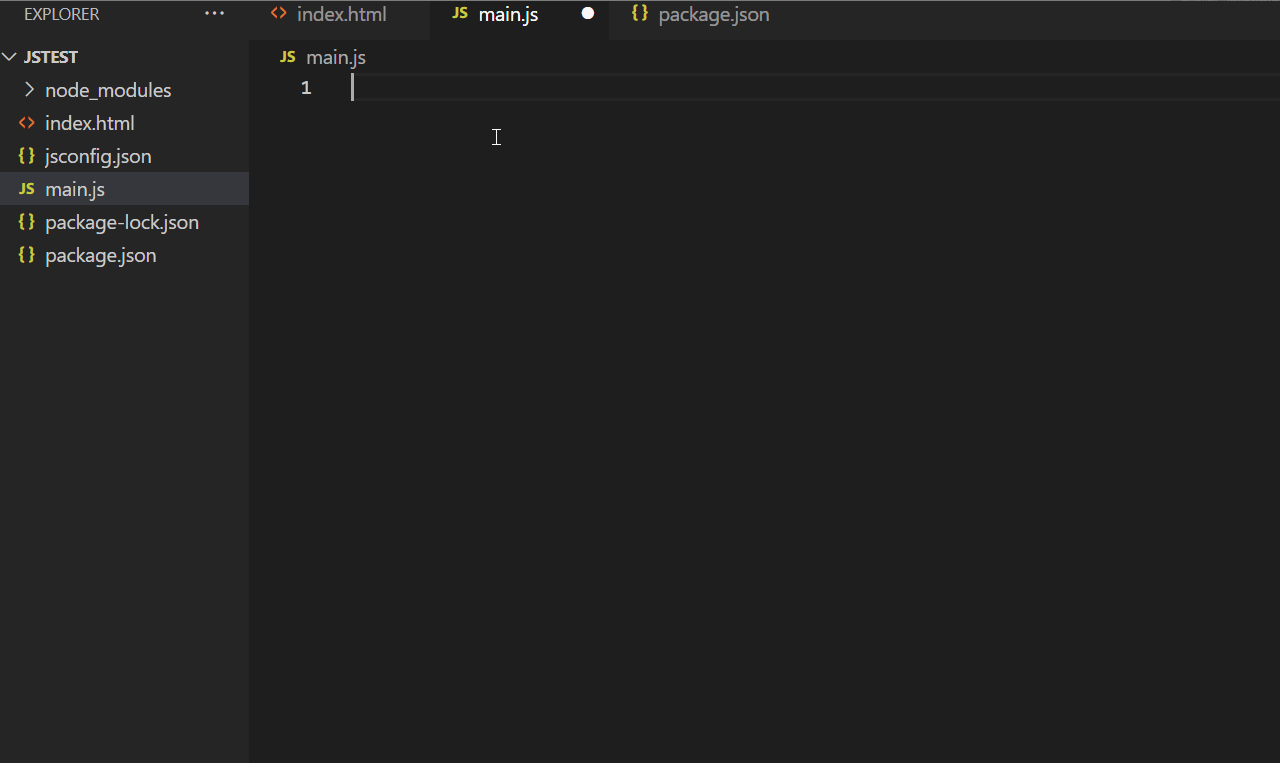 EXPLORER ···
<> index.html JS main.js ● {} package.json
JSTEST
JS main.js
node_modules
1
<> index.html
{} jsconfig.json
JS main.js
{} package-lock.json
{} package.json